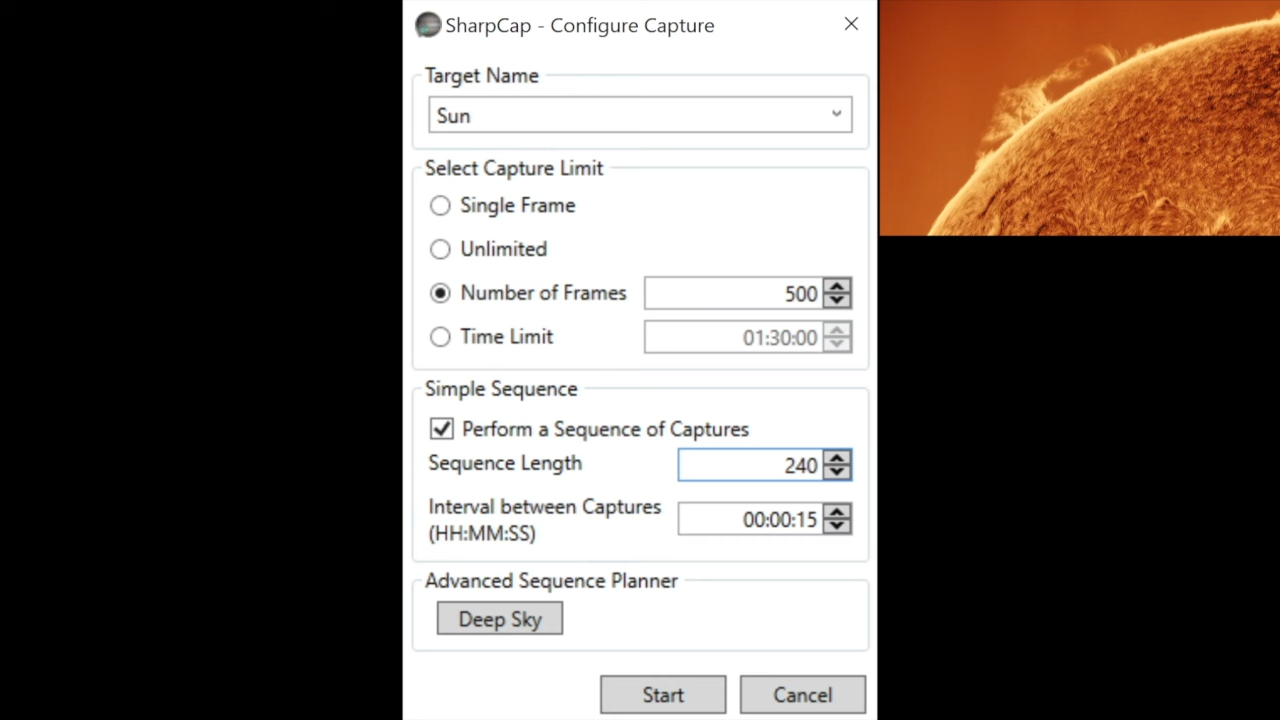 SharpCap - Configure Capture
Target Name
Sun
Select Capture Limit
Single Frame
Unlimited
Number of Frames 500
Time Limit 01:30:00
Simple Sequence
Perform a Sequence of Captures
Sequence Length 240
Interval between Captures
(HH:MM:SS) 00:00:15
Advanced Sequence Planner
Deep Sky
Start Cancel